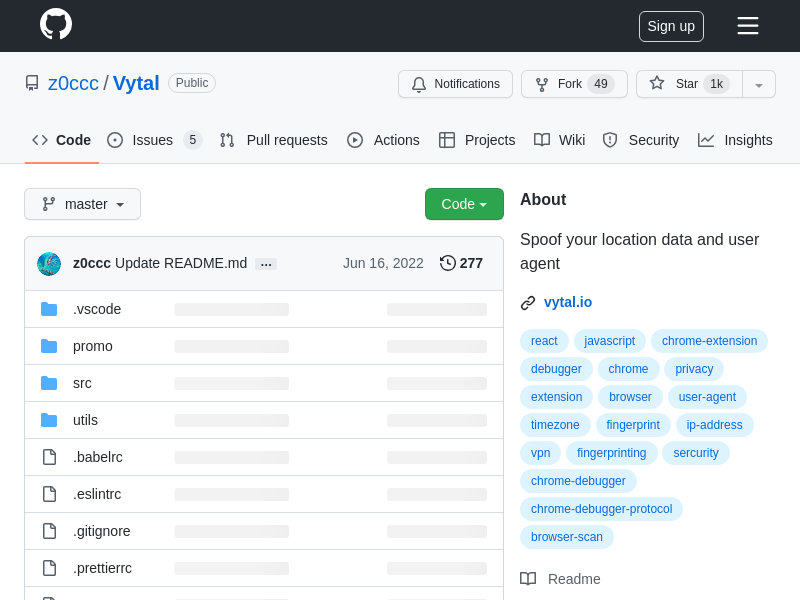 Sign up
z0ccc / Vytal Public
Notifications Fork 49 Star 1k
Code Issues 5 Pull requests Actions Projects Wiki Security Insights
master Code
z0ccc Update README.md ... Jun 16, 2022 277
.vscode
promo
src
utils
.babelrc
.eslintrc
.gitignore
.prettierrc
About
Spoof your location data and user
agent
vytal.io
react javascript chrome-extension
debugger chrome privacy
extension browser user-agent
timezone fingerprint ip-address
vpn fingerprinting sercurity
chrome-debugger
chrome-debugger-protocol
browser-scan
Readme